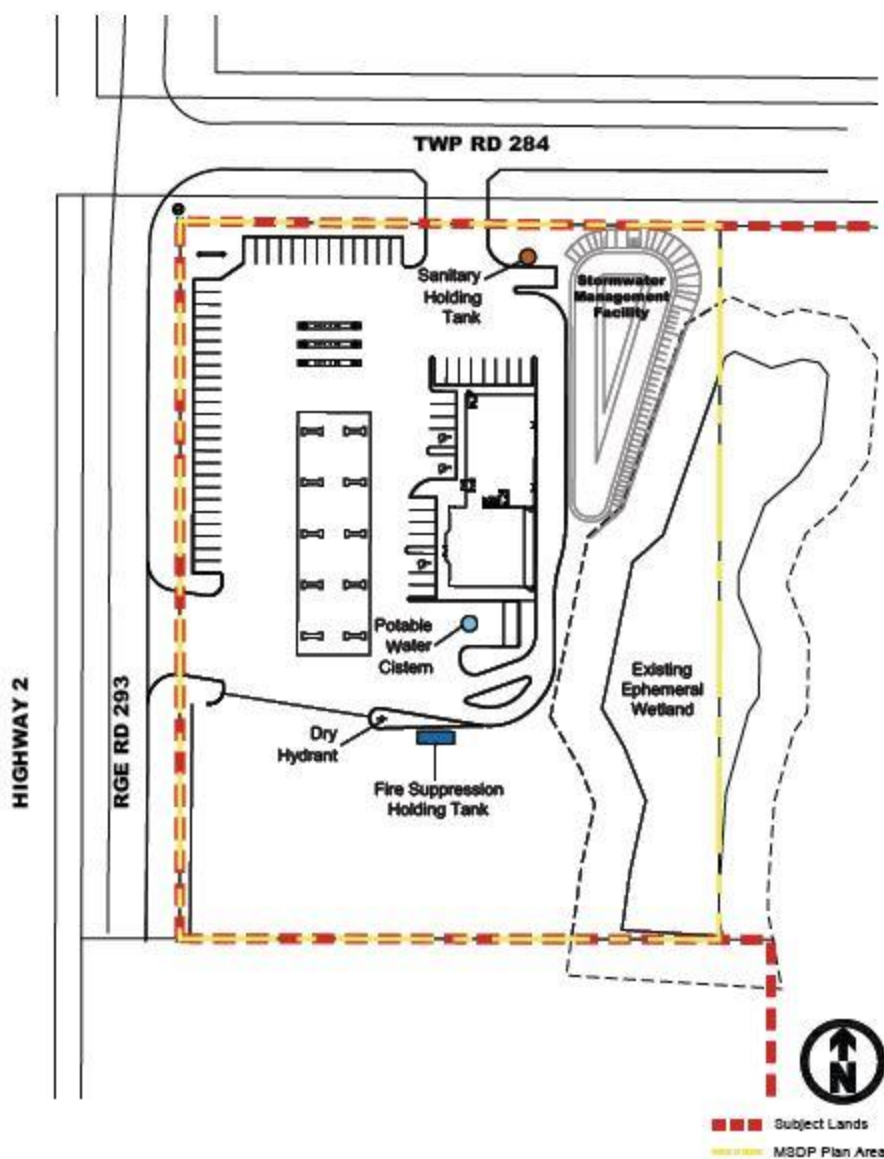 TWP RD 284
Sanitary
Holding
Tank
Stormwater
Management
Facility
Potable
Water
Cistern
Existing
Ephemeral
Wetland
HIGHWAY 2
RGE RD 293
Dry
Hydrant
Fire Suppression
Holding Tank
N
Subject Lands
MSDP Plan Area